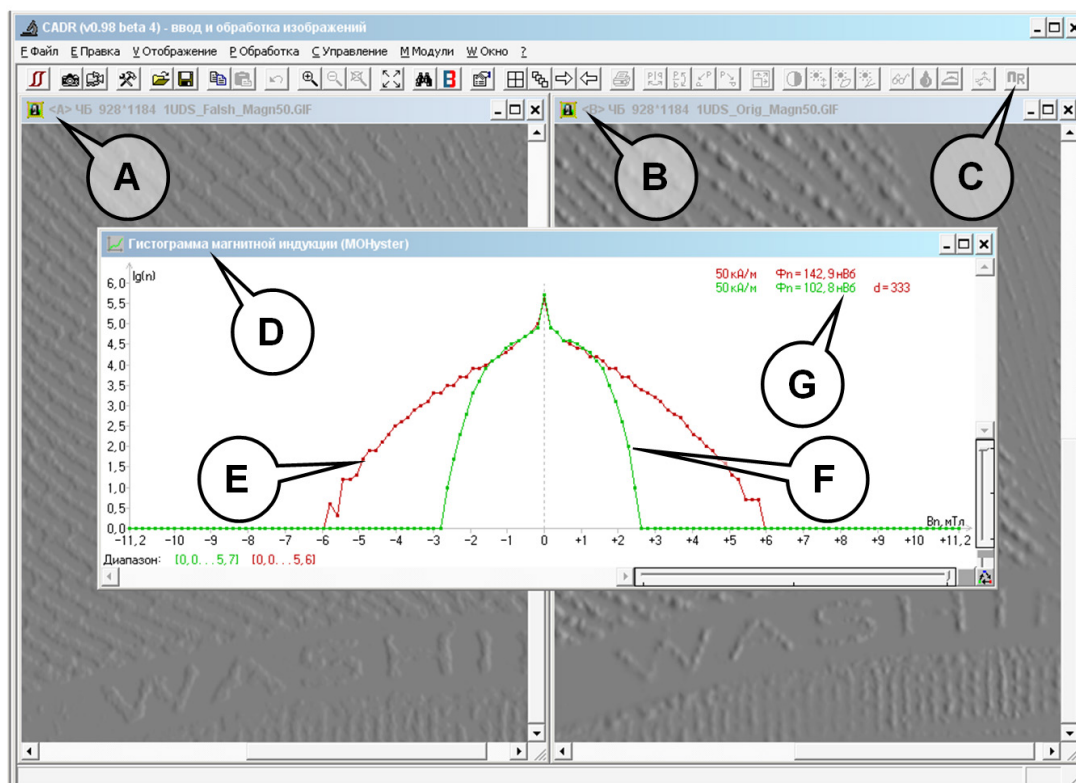 CADR (v0.98 beta 4) - ввод и обработка изображений
F Файл E Правка V Отображение P Обработка C Управление M Модули W Окно ?
<A> ЧБ 928*1184 1UDS_Falsh_Magn50.GIF
<B> ЧБ 928*1184 1UDS_Orig_Magn50.GIF
A
B
C
Гистограмма магнитной индукции (MOHyster)
lg(n)
50 кА/м Фn=142,9нВб
50 кА/м Фn=102,8нВб d=333
6,0
5,5
5,0
4,5
4,0
3,5
3,0
2,5
2,0
1,5
1,0
0,5
0,0
D
G
E
F
Bn, мТл
-11,2 -10 -9 -8 -7 -6 -5 -4 -3 -2 -1 0 +1 +2 +3 +4 +5 +6 +7 +8 +9 +10 +11,2
Диапазон: [0,0...5,7] [0,0...5,6]
WASHI
WASHIN